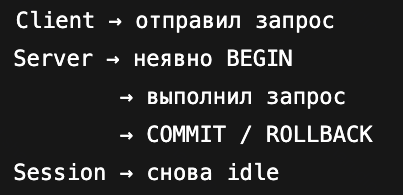 Client → отправил запрос
Server → неявно BEGIN
→ выполнил запрос
→ COMMIT / ROLLBACK
Session → снова idle